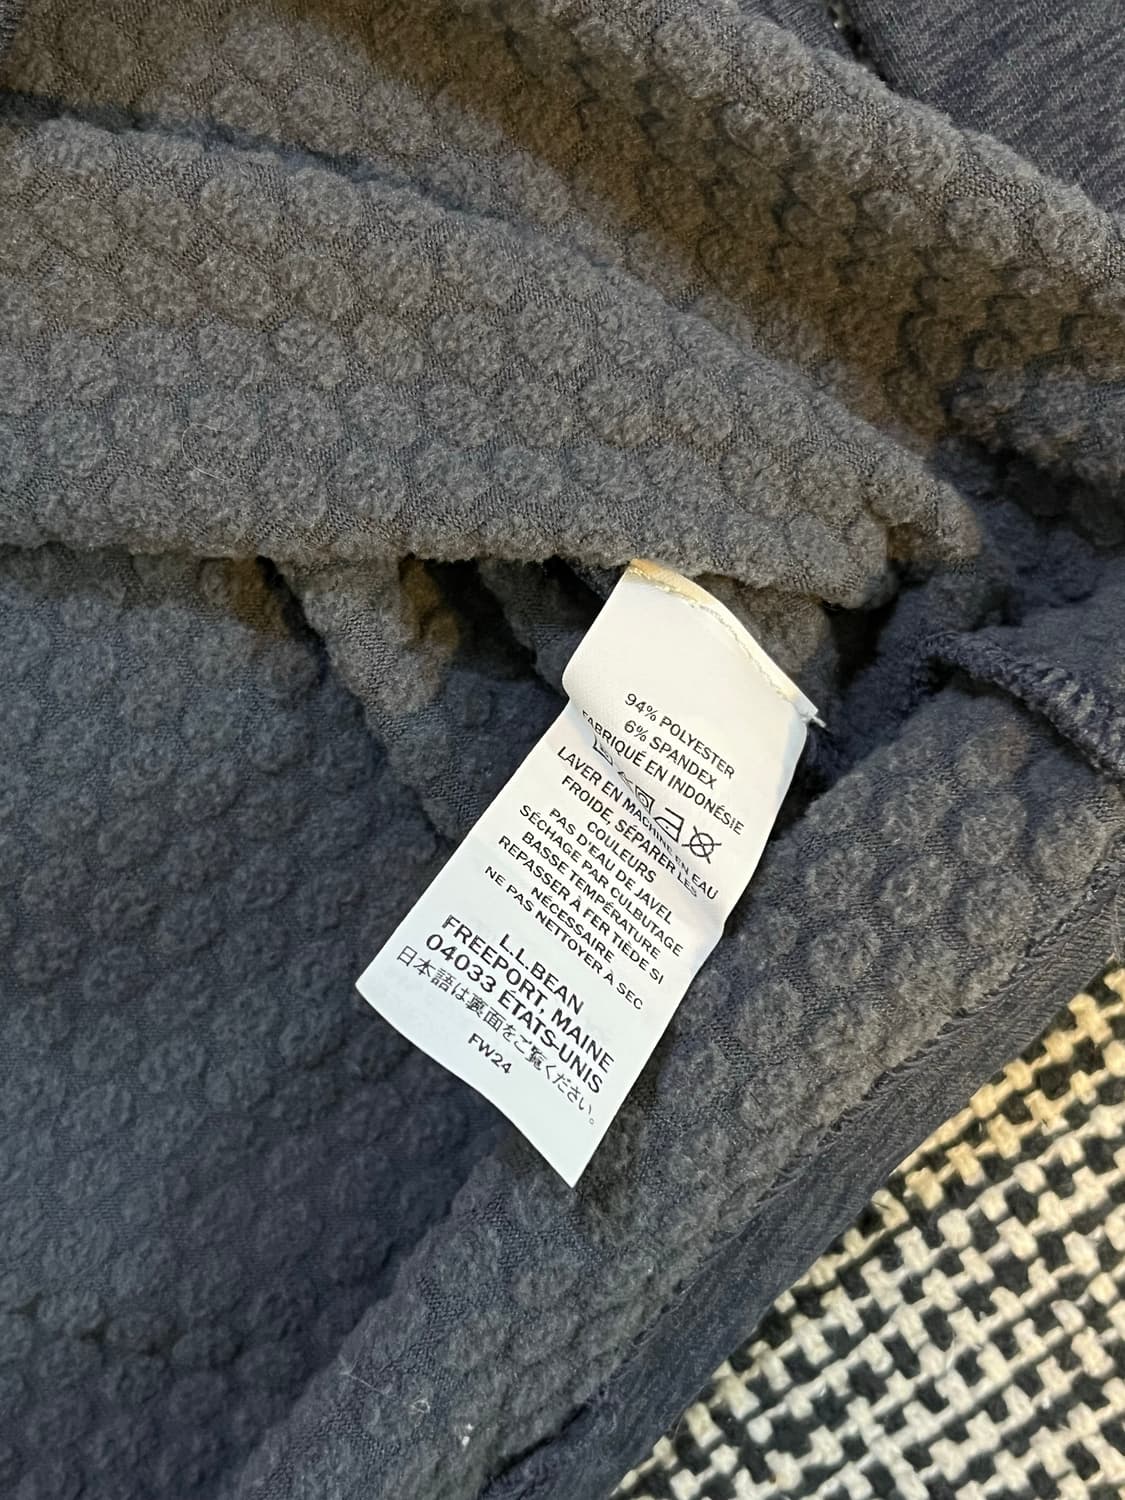 94% POLYESTER
6% SPANDEX
FABRIQUÉ EN INDONÉSIE
LAVER EN MACHINE EN EAU
FROIDE, SÉPARER LES
COULEURS
PAS D'EAU DE JAVEL
SÉCHAGE PAR CULBUTAGE
BASSE TEMPÉRATURE
REPASSER À FER TIÈDE SI
NÉCESSAIRE
NE PAS NETTOYER À SEC
L.L.BEAN
FREEPORT, MAINE
04033 ÉTATS-UNIS
日本語は裏面をご覧ください。
FW24